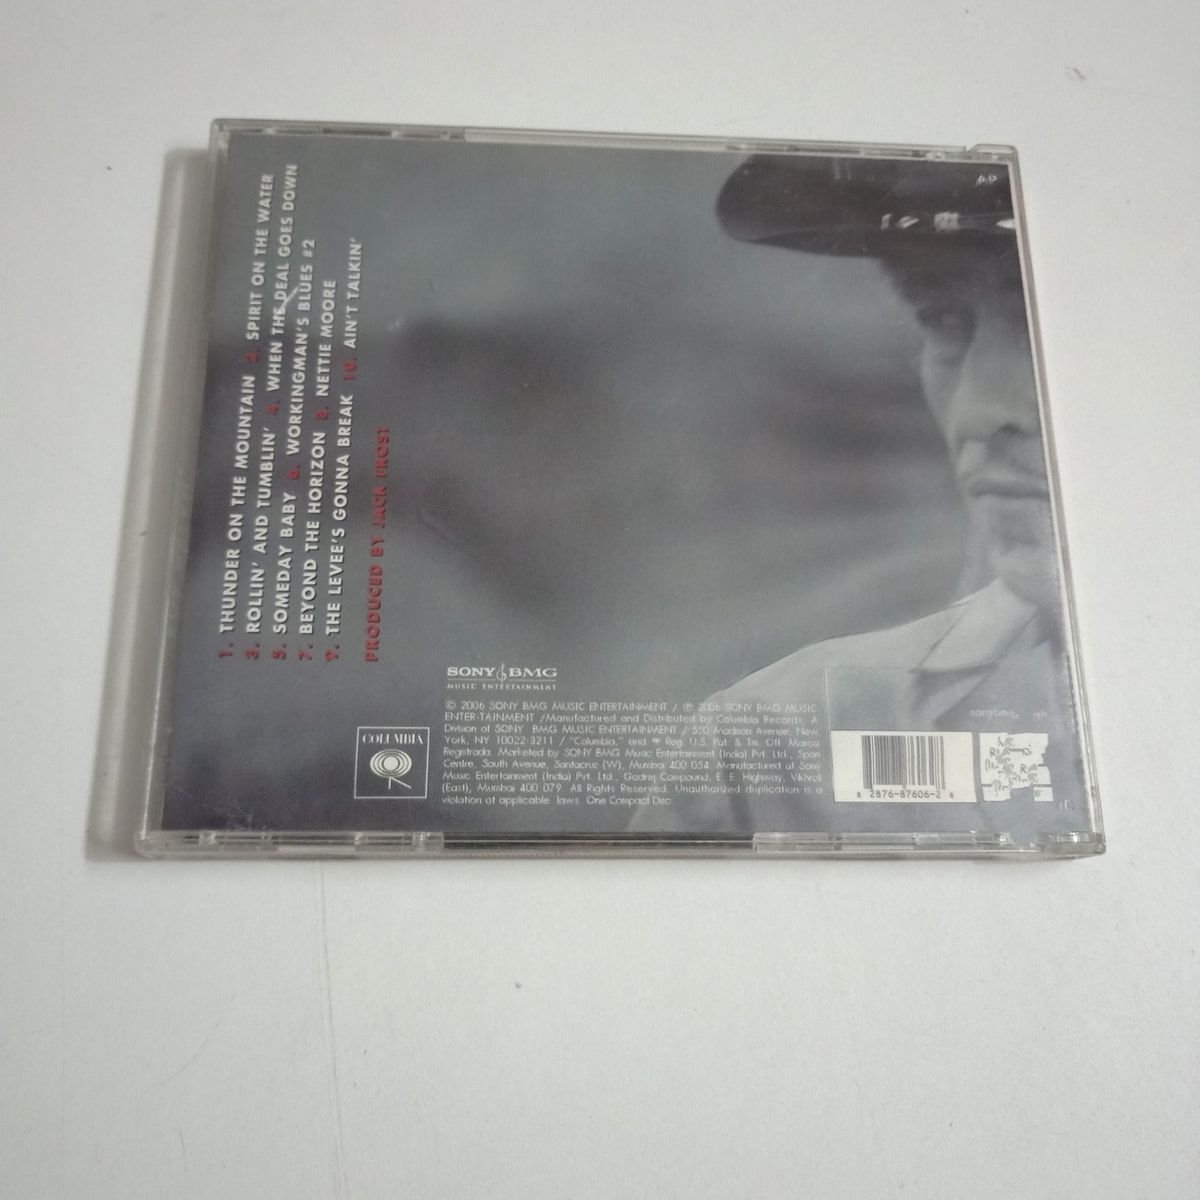 1. THUNDER ON THE MOUNTAIN 2. SPIRIT ON THE WATER
3. ROLLIN' AND TUMBLIN' 4. WHEN THE DEAL GOES DOWN
5. SOMEDAY BABY 6. WORKINGMAN'S BLUES #2
7. BEYOND THE HORIZON 8. NETTIE MOORE
9. THE LEVEE'S GONNA BREAK 10. AIN'T TALKIN'
PRODUCED BY JACK FROST
COLUMBIA
SONY BMG
MUSIC ENTERTAINMENT
© 2006 SONY BMG MUSIC ENTERTAINMENT / ℗ 2006 SONY BMG MUSIC
ENTER-TAINMENT /Manufactured and Distributed by Columbia Records, A
Division of SONY BMG MUSIC ENTERTAINMENT / 550 Madison Avenue, New
York, NY 10022-3211 / "Columbia," and Reg. U.S. Pat. & Tm. Off. Marca
Registrada. Marketed by SONY BMG Music Entertainment (India) Pvt. Ltd., Span
Centre, South Avenue, Santacruz (W), Mumbai 400 054. Manufactured at Sony
Music Entertainment (India) Pvt. Ltd., Godrej Compound, E. E. Highway, Vikhroli
(East), Mumbai 400 079. All Rights Reserved. Unauthorized duplication is a
violation of applicable laws. One Compact Disc.
8 2876-87606-2 8